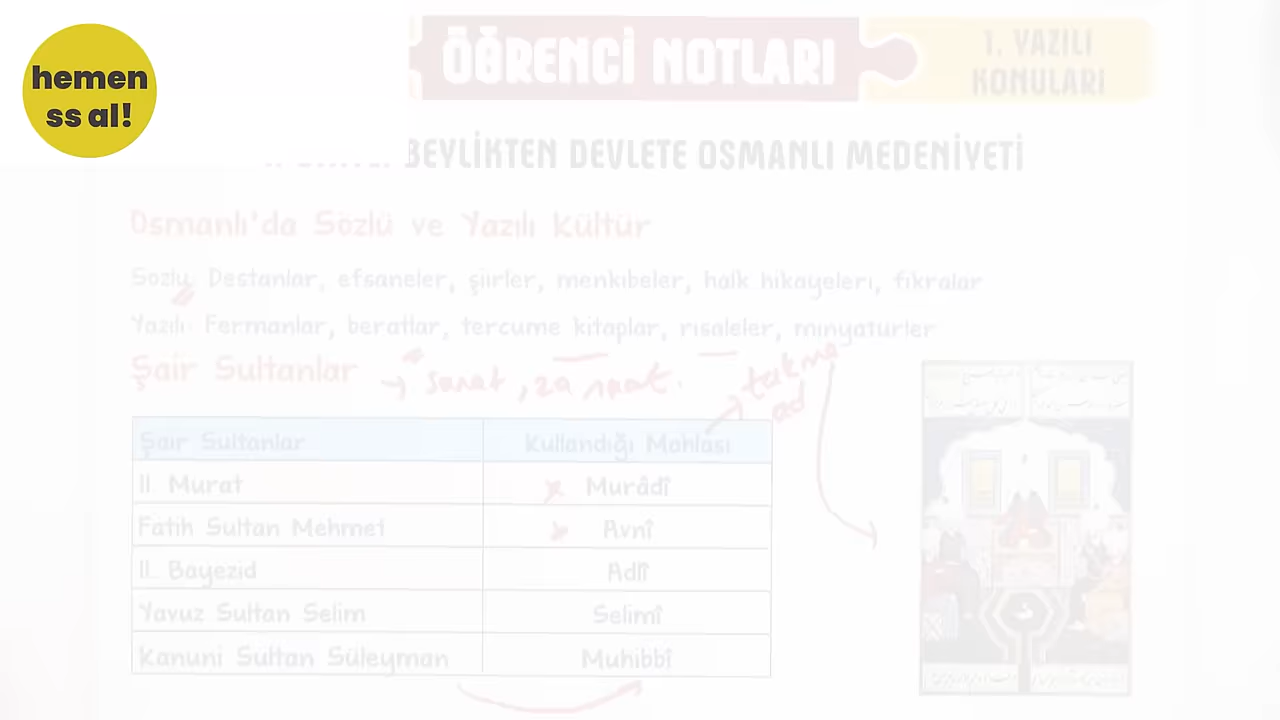 hemen
ss al!
ÖĞRENCİ NOTLARI
1. YAZILI
KONULARI
BEYLİKTEN DEVLETE OSMANLI MEDENİYETİ
Osmanlı'da Sözlü ve Yazılı Kültür
Sözlü: Destanlar, efsaneler, şiirler, menkıbeler, halk hikayeleri, fıkralar
Yazılı: Fermanlar, beratlar, tercüme kitaplar, risaleler, minyatürler
Şair Sultanlar → sanat, zanaat.
→ takma
ad
Şair Sultanlar Kullandığı Mahlası
II. Murat Murâdî
Fatih Sultan Mehmet Avnî
II. Bayezid Adlî
Yavuz Sultan Selim Selimî
Kanuni Sultan Süleyman Muhibbî